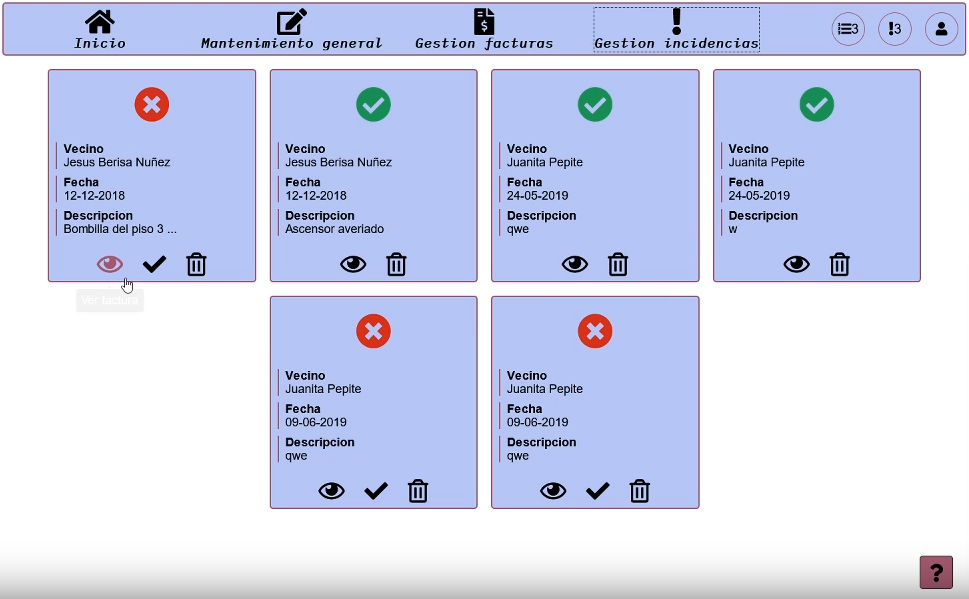 Inicio
Mantenimiento general
Gestion facturas
Gestion incidencias
3
!3
Vecino
Jesus Berisa Nuñez
Fecha
12-12-2018
Descripcion
Bombilla del piso 3 ...
Ver factura
Vecino
Jesus Berisa Nuñez
Fecha
12-12-2018
Descripcion
Ascensor averiado
Vecino
Juanita Pepite
Fecha
24-05-2019
Descripcion
qwe
Vecino
Juanita Pepite
Fecha
24-05-2019
Descripcion
w
Vecino
Juanita Pepite
Fecha
09-06-2019
Descripcion
qwe
Vecino
Juanita Pepite
Fecha
09-06-2019
Descripcion
qwe
?